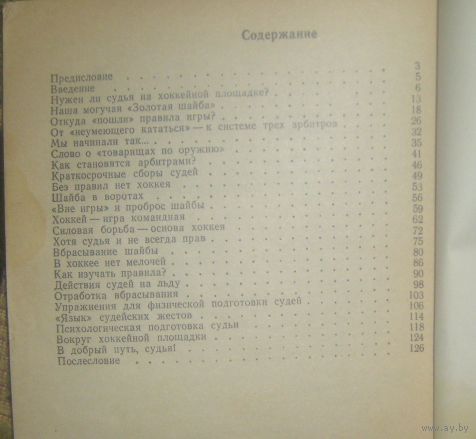 Содержание
Предисловие . . . 3
Введение . . . 5
Нужен ли судья на хоккейной площадке? . . . 6
Наша могучая «Золотая шайба» . . . 13
Откуда «пошли» правила игры? . . . 18
От «неумеющего кататься» — к системе трех арбитров . . . 26
Мы начинали так... . . . 32
Слово о «товарищах по оружию» . . . 35
Как становятся арбитрами? . . . 41
Краткосрочные сборы судей . . . 46
Без правил нет хоккея . . . 49
Шайба в воротах . . . 53
«Вне игры» и проброс шайбы . . . 56
Хоккей — игра командная . . . 59
Силовая борьба — основа хоккея . . . 62
Хотя судья и не всегда прав . . . 72
Вбрасывание шайбы . . . 75
В хоккее нет мелочей . . . 80
Как изучать правила? . . . 86
Действия судей на льду . . . 90
Отработка вбрасывания . . . 98
Упражнения для физической подготовки судей . . . 103
«Язык» судейских жестов . . . 106
Психологическая подготовка судьи . . . 114
Вокруг хоккейной площадки . . . 118
В добрый путь, судья! . . . 124
Послесловие . . . 126
www.ay.by